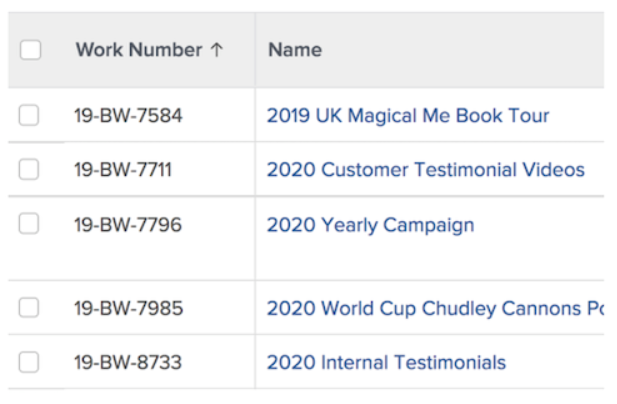 Work Number ↑ Name
19-BW-7584 2019 UK Magical Me Book Tour
19-BW-7711 2020 Customer Testimonial Videos
19-BW-7796 2020 Yearly Campaign
19-BW-7985 2020 World Cup Chudley Cannons
19-BW-8733 2020 Internal Testimonials